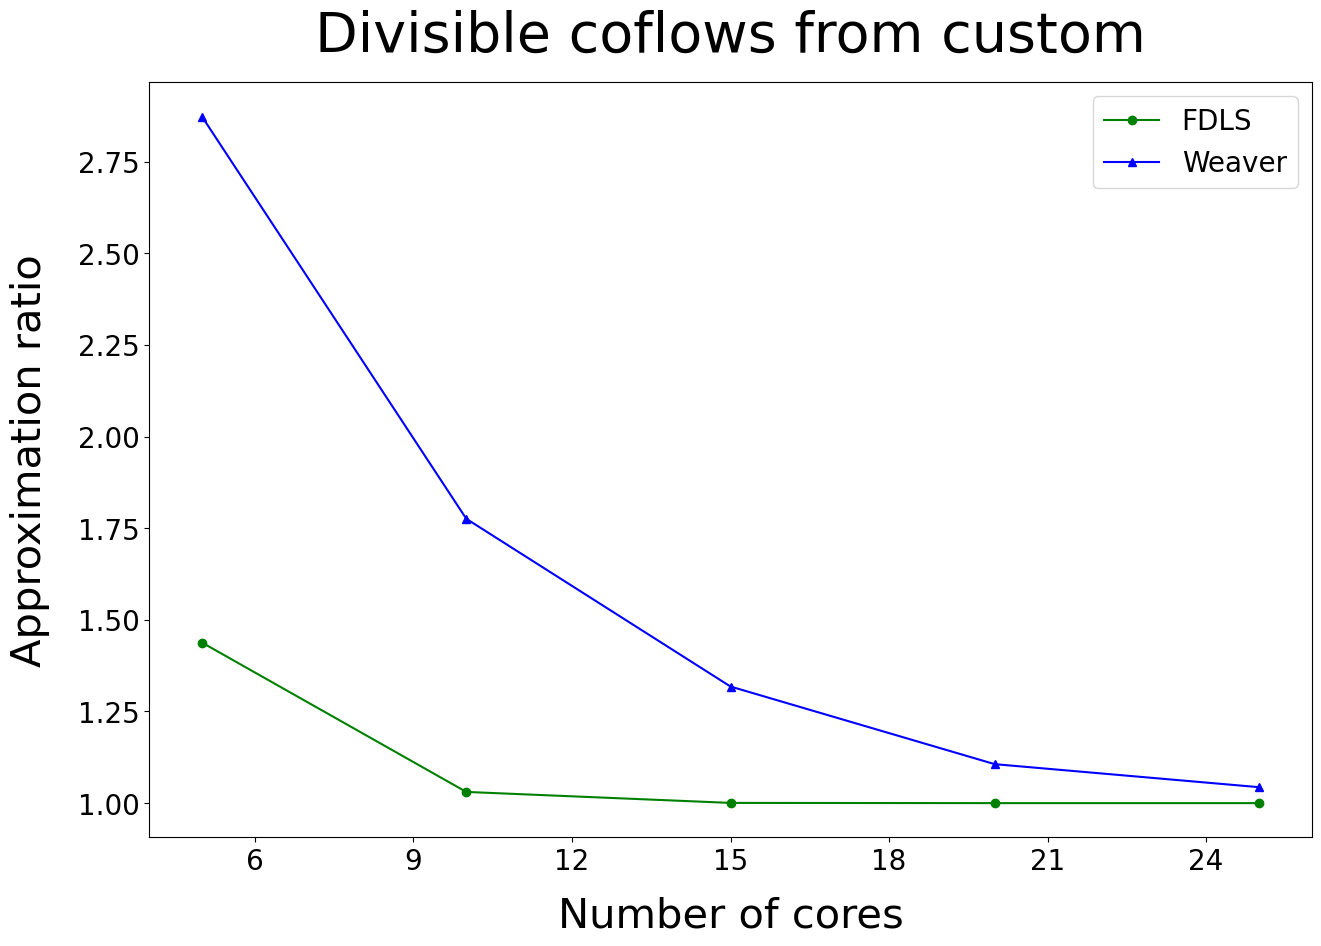 Divisible coflows from custom
FDLS
Weaver
Approximation ratio
2.75
2.50
2.25
2.00
1.75
1.50
1.25
1.00
6 9 12 15 18 21 24
Number of cores